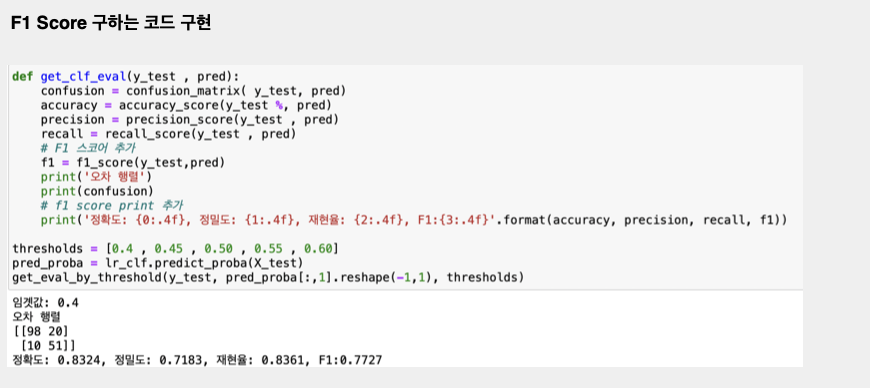 F1 Score 구하는 코드 구현
def get_clf_eval(y_test , pred):
    confusion = confusion_matrix( y_test, pred)
    accuracy = accuracy_score(y_test %, pred)
    precision = precision_score(y_test , pred)
    recall = recall_score(y_test , pred)
    # F1 스코어 추가
    f1 = f1_score(y_test,pred)
    print('오차 행렬')
    print(confusion)
    # f1 score print 추가
    print('정확도: {0:.4f}, 정밀도: {1:.4f}, 재현율: {2:.4f}, F1:{3:.4f}'.format(accuracy, precision, recall, f1))
thresholds = [0.4 , 0.45 , 0.50 , 0.55 , 0.60]
pred_proba = lr_clf.predict_proba(X_test)
get_eval_by_threshold(y_test, pred_proba[:,1].reshape(-1,1), thresholds)
임곗값: 0.4
오차 행렬
[[98 20]
 [10 51]]
정확도: 0.8324, 정밀도: 0.7183, 재현율: 0.8361, F1:0.7727